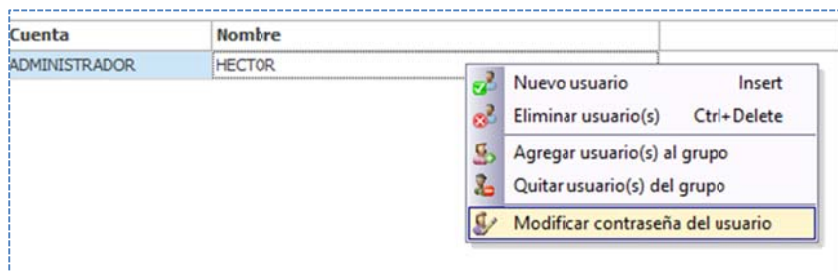 Cuenta Nombre
ADMINISTRADOR HECTOR
Nuevo usuario Insert
Eliminar usuario(s) Ctrl+Delete
Agregar usuario(s) al grupo
Quitar usuario(s) del grupo
Modificar contraseña del usuario